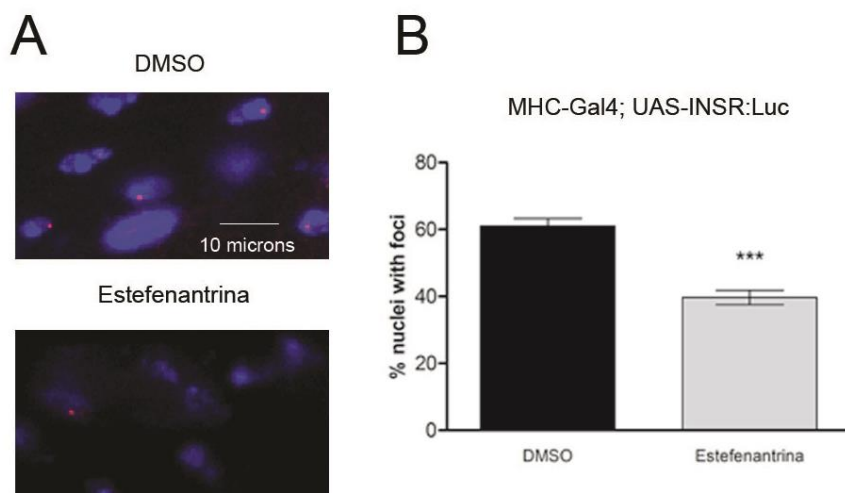 A
DMSO
10 microns
Estefenantrina
B
MHC-Gal4; UAS-INSR:Luc
% nuclei with foci
80
60
40
20
0
***
DMSO
Estefenantrina